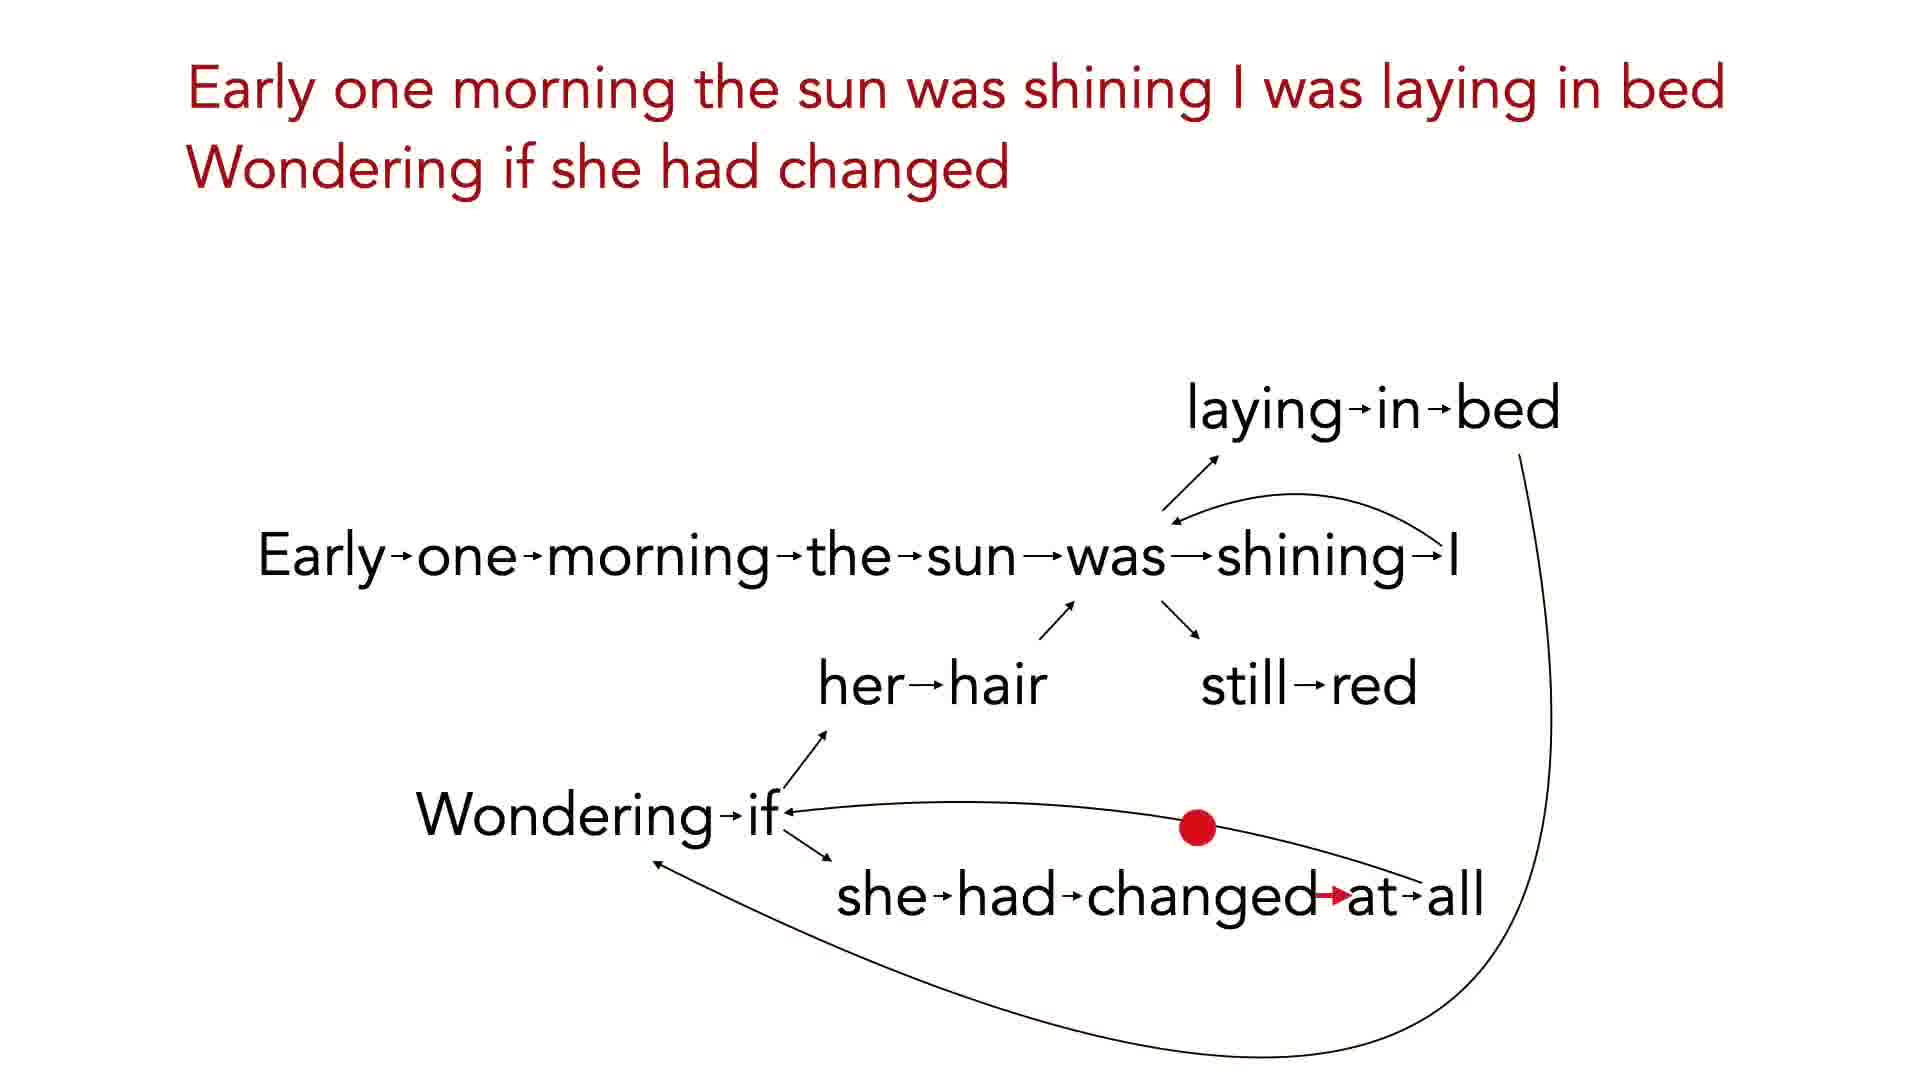 Early one morning the sun was shining I was laying in bed
Wondering if she had changed
laying in bed
Early one morning the sun was shining I
her hair still red
Wondering if
she had changed at all